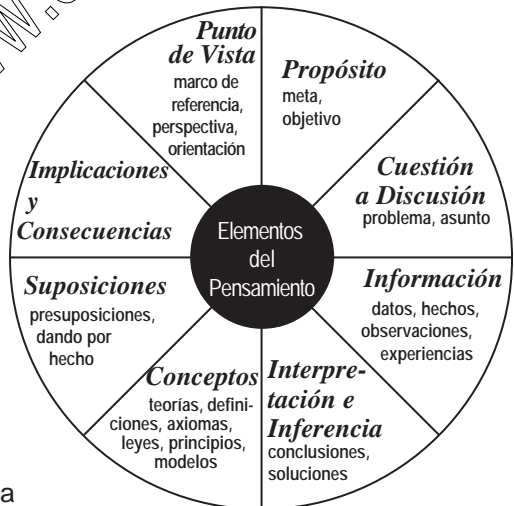 Punto
de Vista
marco de
referencia,
perspectiva,
orientación
Propósito
meta,
objetivo
Cuestión
a Discusión
problema, asunto
Información
datos, hechos,
observaciones,
experiencias
Interpre-
tación e
Inferencia
conclusiones,
soluciones
Conceptos
teorías, defini-
ciones, axiomas,
leyes, principios,
modelos
Suposiciones
presuposiciones,
dando por
hecho
Implicaciones
y
Consecuencias
Elementos
del
Pensamiento
a